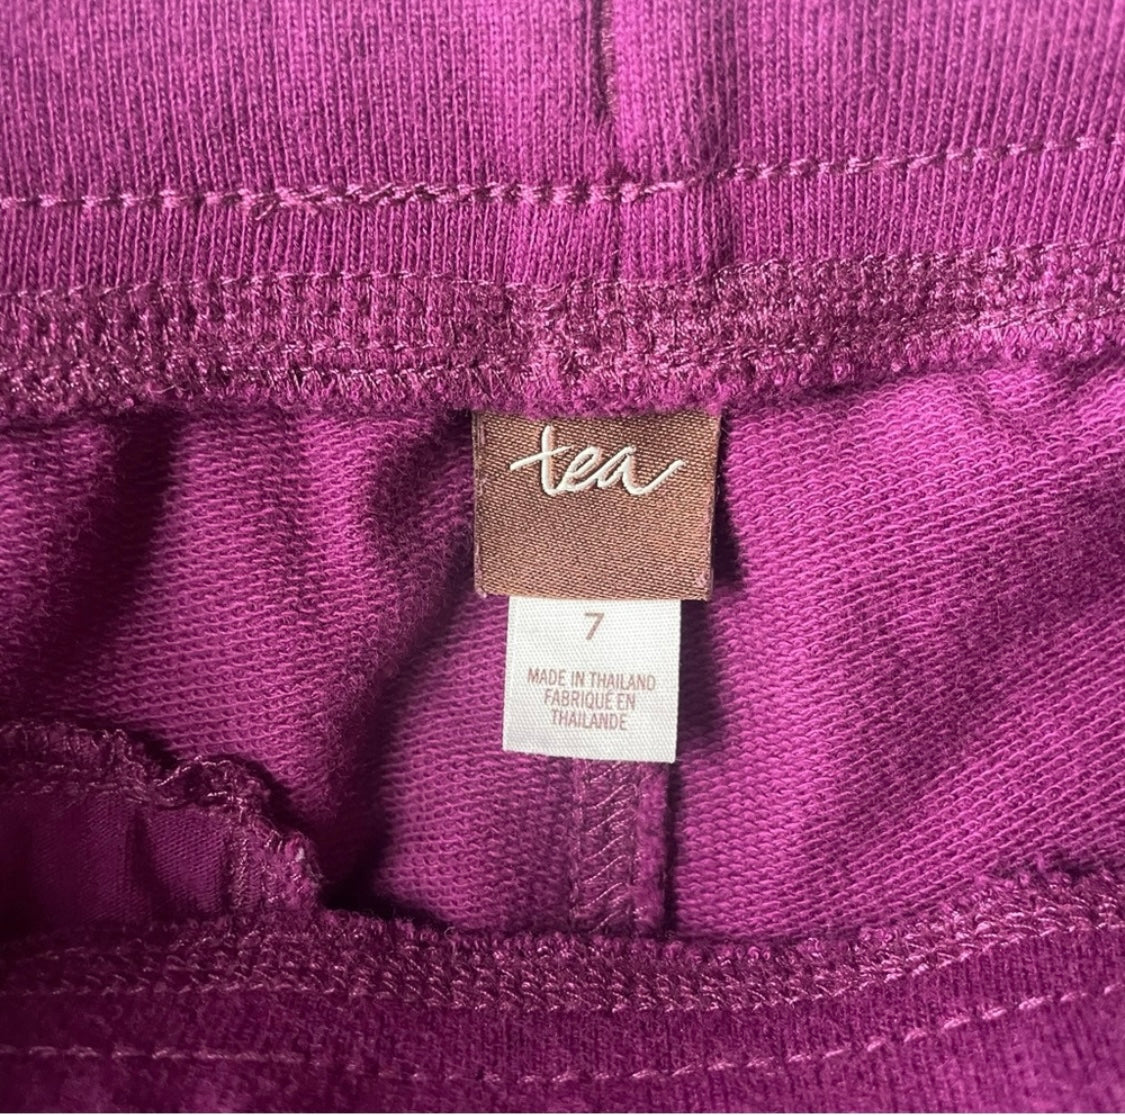 tea
7
MADE IN THAILAND
FABRIQUÉ EN
THAILANDE